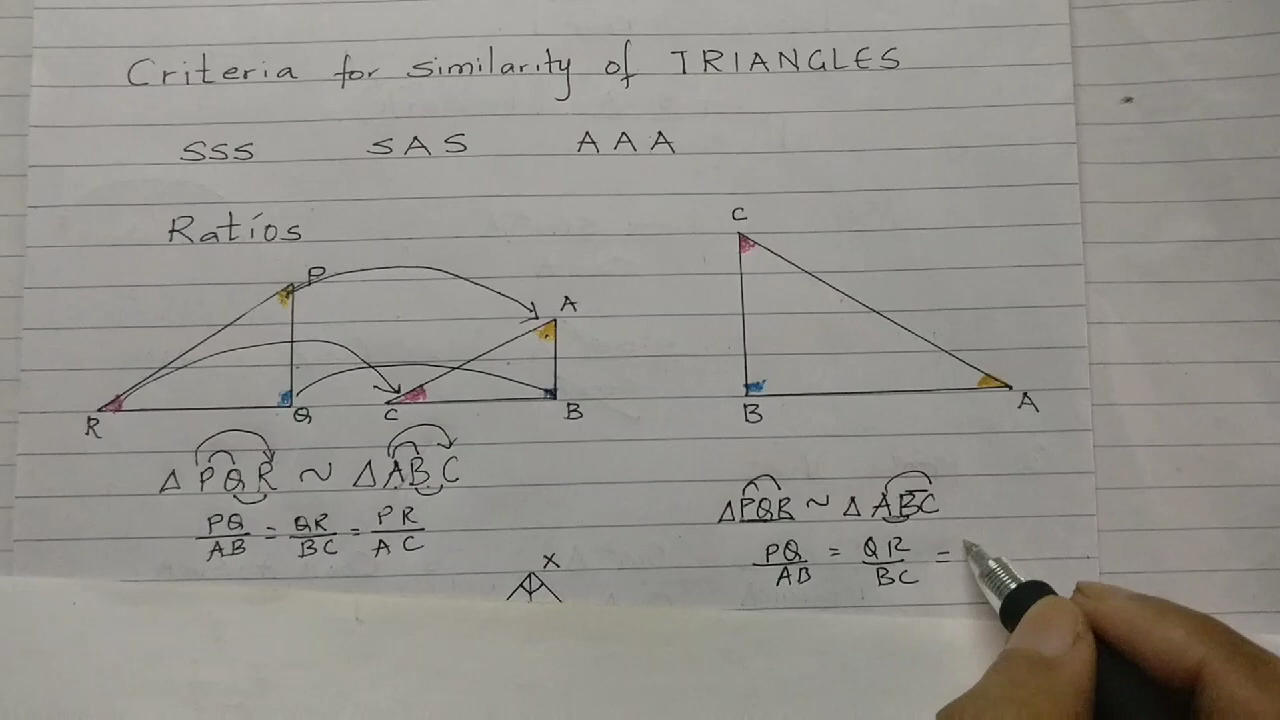 Criteria for similarity of TRIANGLES
SSS SAS AAA
Ratios
C
P
A
R
Q
C
B
B
A
Δ PQR ~ Δ ABC
PQ/AB = QR/BC = PR/AC
X
Δ PQR ~ Δ ABC
PQ/AB = QR/BC =